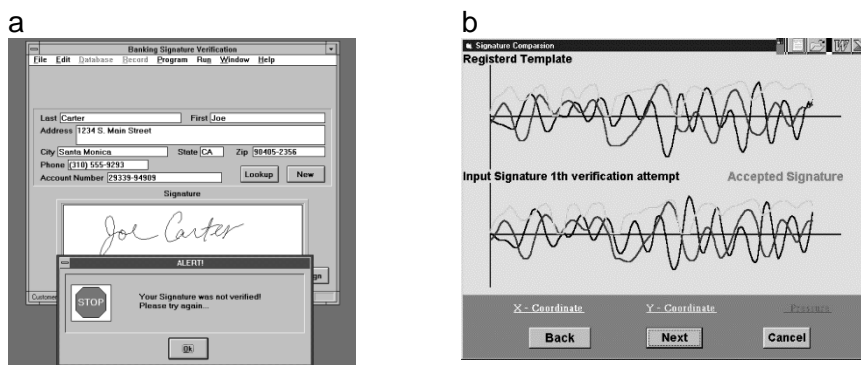 a
Banking Signature Verification
File Edit Database Record Program Run Window Help
Last Carter First Joe
Address 1234 S. Main Street
City Santa Monica State CA Zip 90405-2356
Phone (310) 555-9293
Account Number 29339-94909 Lookup New
Signature
Joe Carter
ALERT!
STOP
Your Signature was not verified!
Please try again...
Ok
b
Signature Comparsion
Registerd Template
Input Signature 1th verification attempt Accepted Signature
X - Coordinate Y - Coordinate Pressure
Back Next Cancel